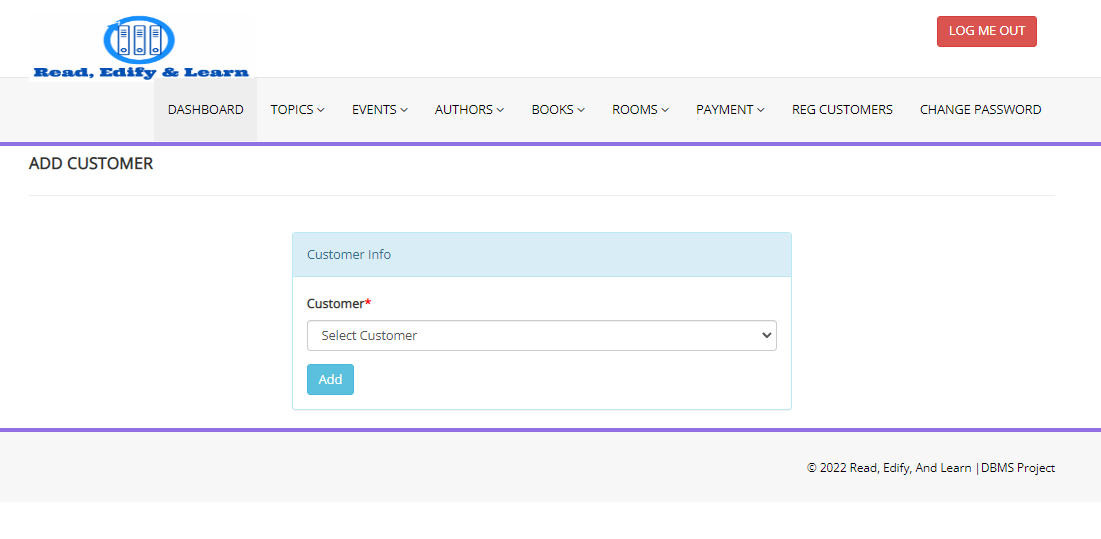 Read, Edify & Learn
LOG ME OUT
DASHBOARD TOPICS EVENTS AUTHORS BOOKS ROOMS PAYMENT REG CUSTOMERS CHANGE PASSWORD
ADD CUSTOMER
Customer Info
Customer*
Select Customer
Add
© 2022 Read, Edify, And Learn |DBMS Project